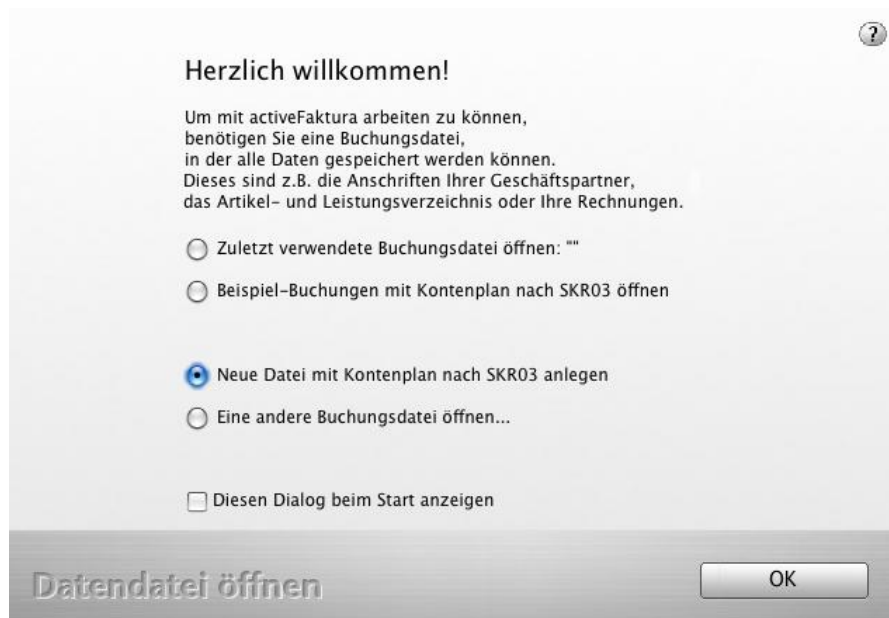 ?
Herzlich willkommen!
Um mit activeFaktura arbeiten zu können,
benötigen Sie eine Buchungsdatei,
in der alle Daten gespeichert werden können.
Dieses sind z.B. die Anschriften Ihrer Geschäftspartner,
das Artikel- und Leistungsverzeichnis oder Ihre Rechnungen.
Zuletzt verwendete Buchungsdatei öffnen: ""
Beispiel-Buchungen mit Kontenplan nach SKR03 öffnen
Neue Datei mit Kontenplan nach SKR03 anlegen
Eine andere Buchungsdatei öffnen...
Diesen Dialog beim Start anzeigen
Datendatei öffnen
OK